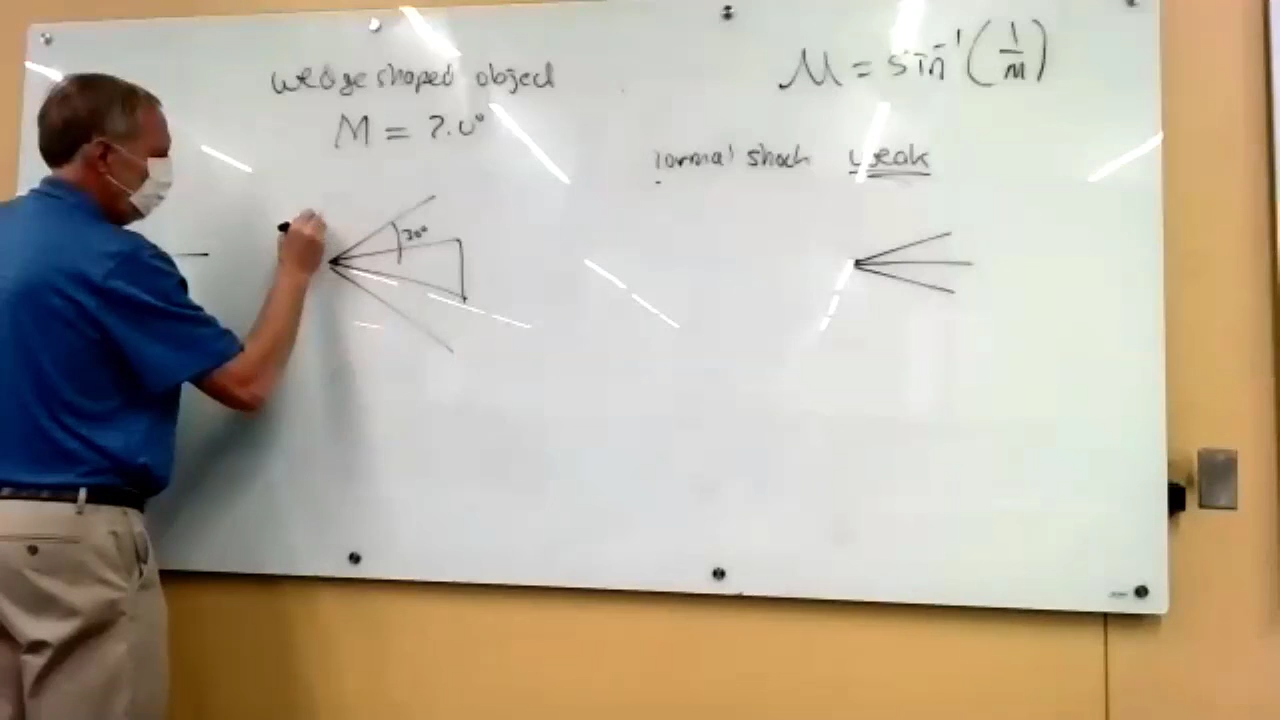 wedge shaped object
M = ?.0°
30°
μ = sin⁻¹ (1/M)
normal shock weak